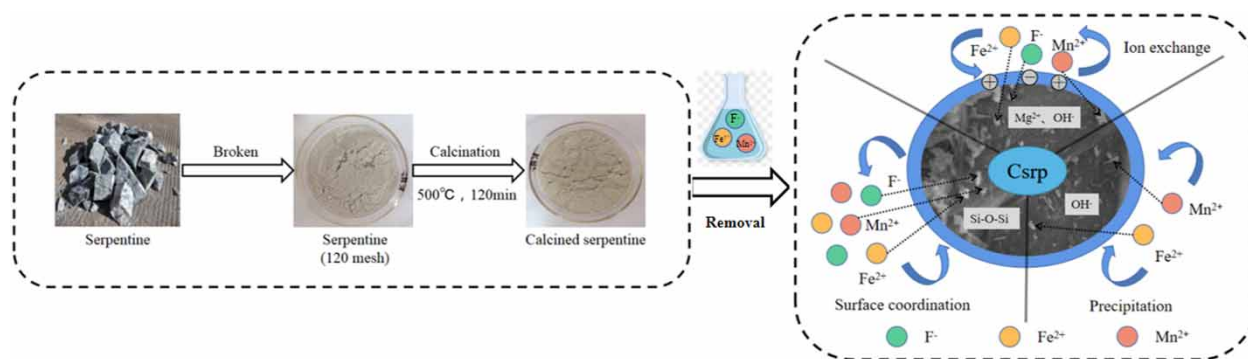 Broken
Calcination
500℃ , 120min
Serpentine
Serpentine
(120 mesh)
Calcined serpentine
F-
Fe²⁺
Mn²⁺
Removal
Fe²⁺
F-
Mn²⁺
Ion exchange
Mg²⁺、OH-
Csrp
F-
Mn²⁺
Fe²⁺
Si-O-Si
OH-
Mn²⁺
Fe²⁺
Surface coordination
Precipitation
F-
Fe²⁺
Mn²⁺